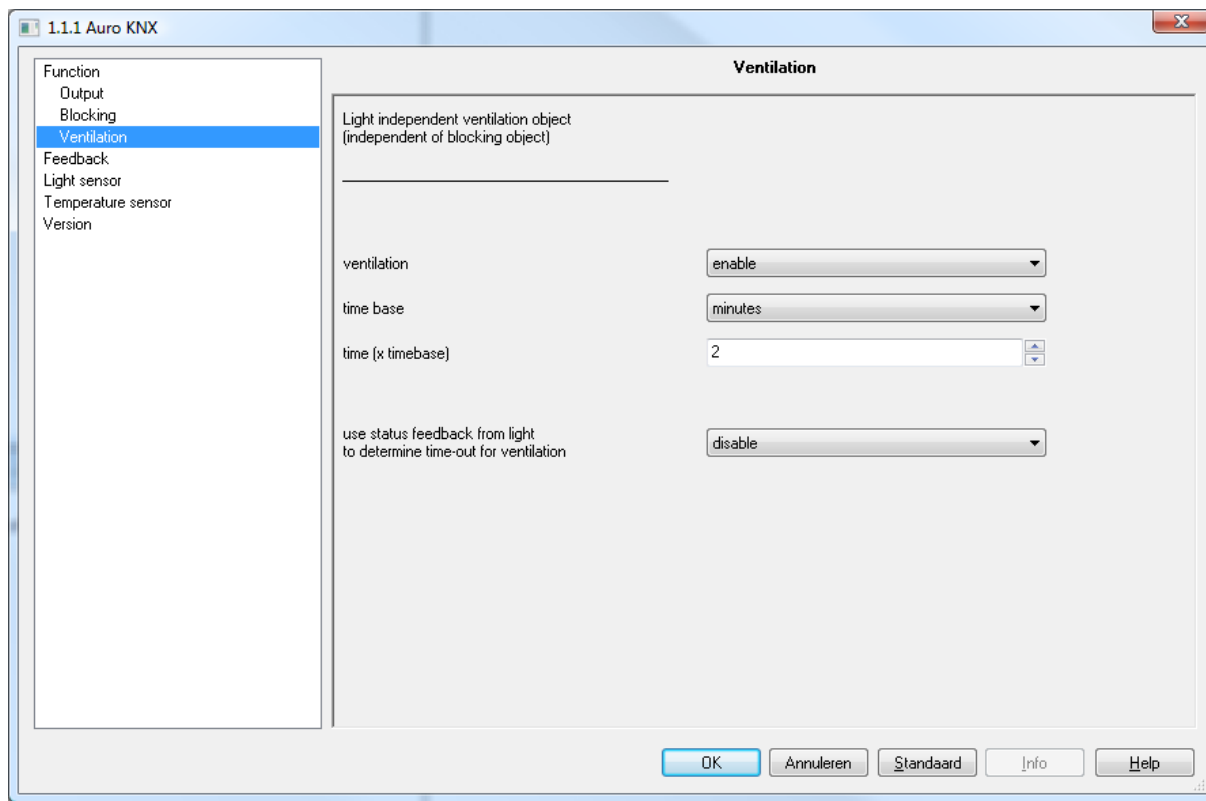 1.1.1 Auro KNX
Function
Output
Blocking
Ventilation
Feedback
Light sensor
Temperature sensor
Version
Ventilation
Light independent ventilation object
(independent of blocking object)
ventilation
enable
time base
minutes
time (x timebase)
2
use status feedback from light
to determine time-out for ventilation
disable
OK
Annuleren
Standaard
Info
Help